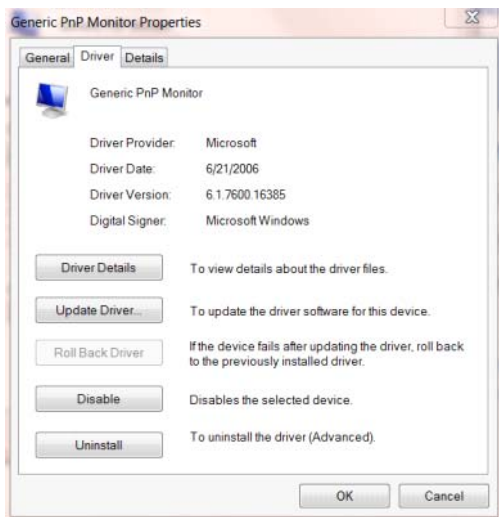 Generic PnP Monitor Properties
General Driver Details
Generic PnP Monitor
Driver Provider: Microsoft
Driver Date: 6/21/2006
Driver Version: 6.1.7600.16385
Digital Signer: Microsoft Windows
Driver Details To view details about the driver files.
Update Driver... To update the driver software for this device.
Roll Back Driver If the device fails after updating the driver, roll back
to the previously installed driver.
Disable Disables the selected device.
Uninstall To uninstall the driver (Advanced).
OK Cancel